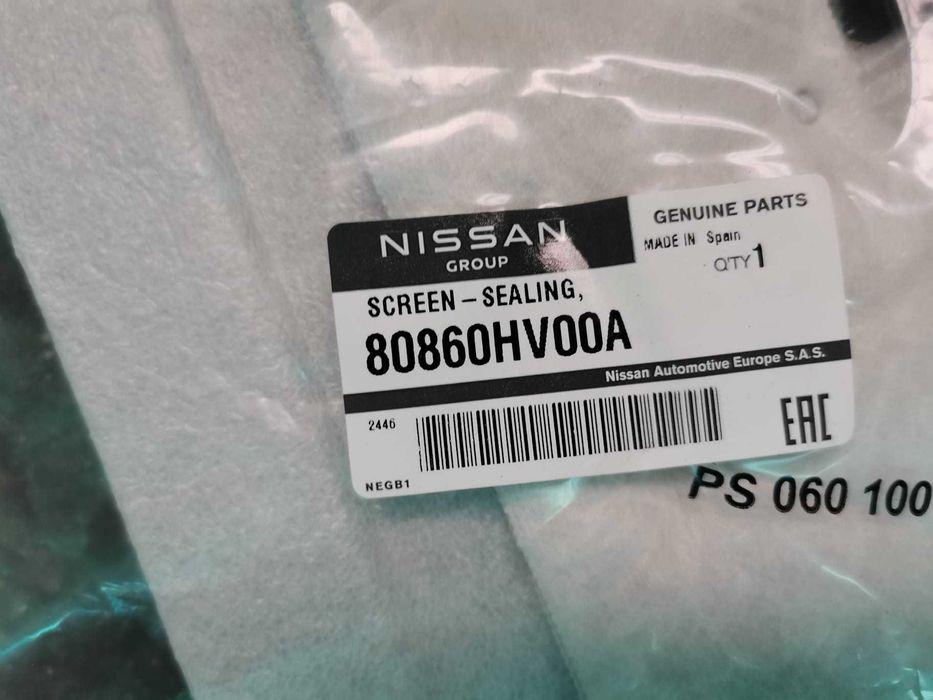 NISSAN
GROUP
GENUINE PARTS
MADE IN Spain
Q'TY 1
SCREEN – SEALING,
80860HV00A
Nissan Automotive Europe S.A.S.
2446
EAC
NEGB1
PS 060 100